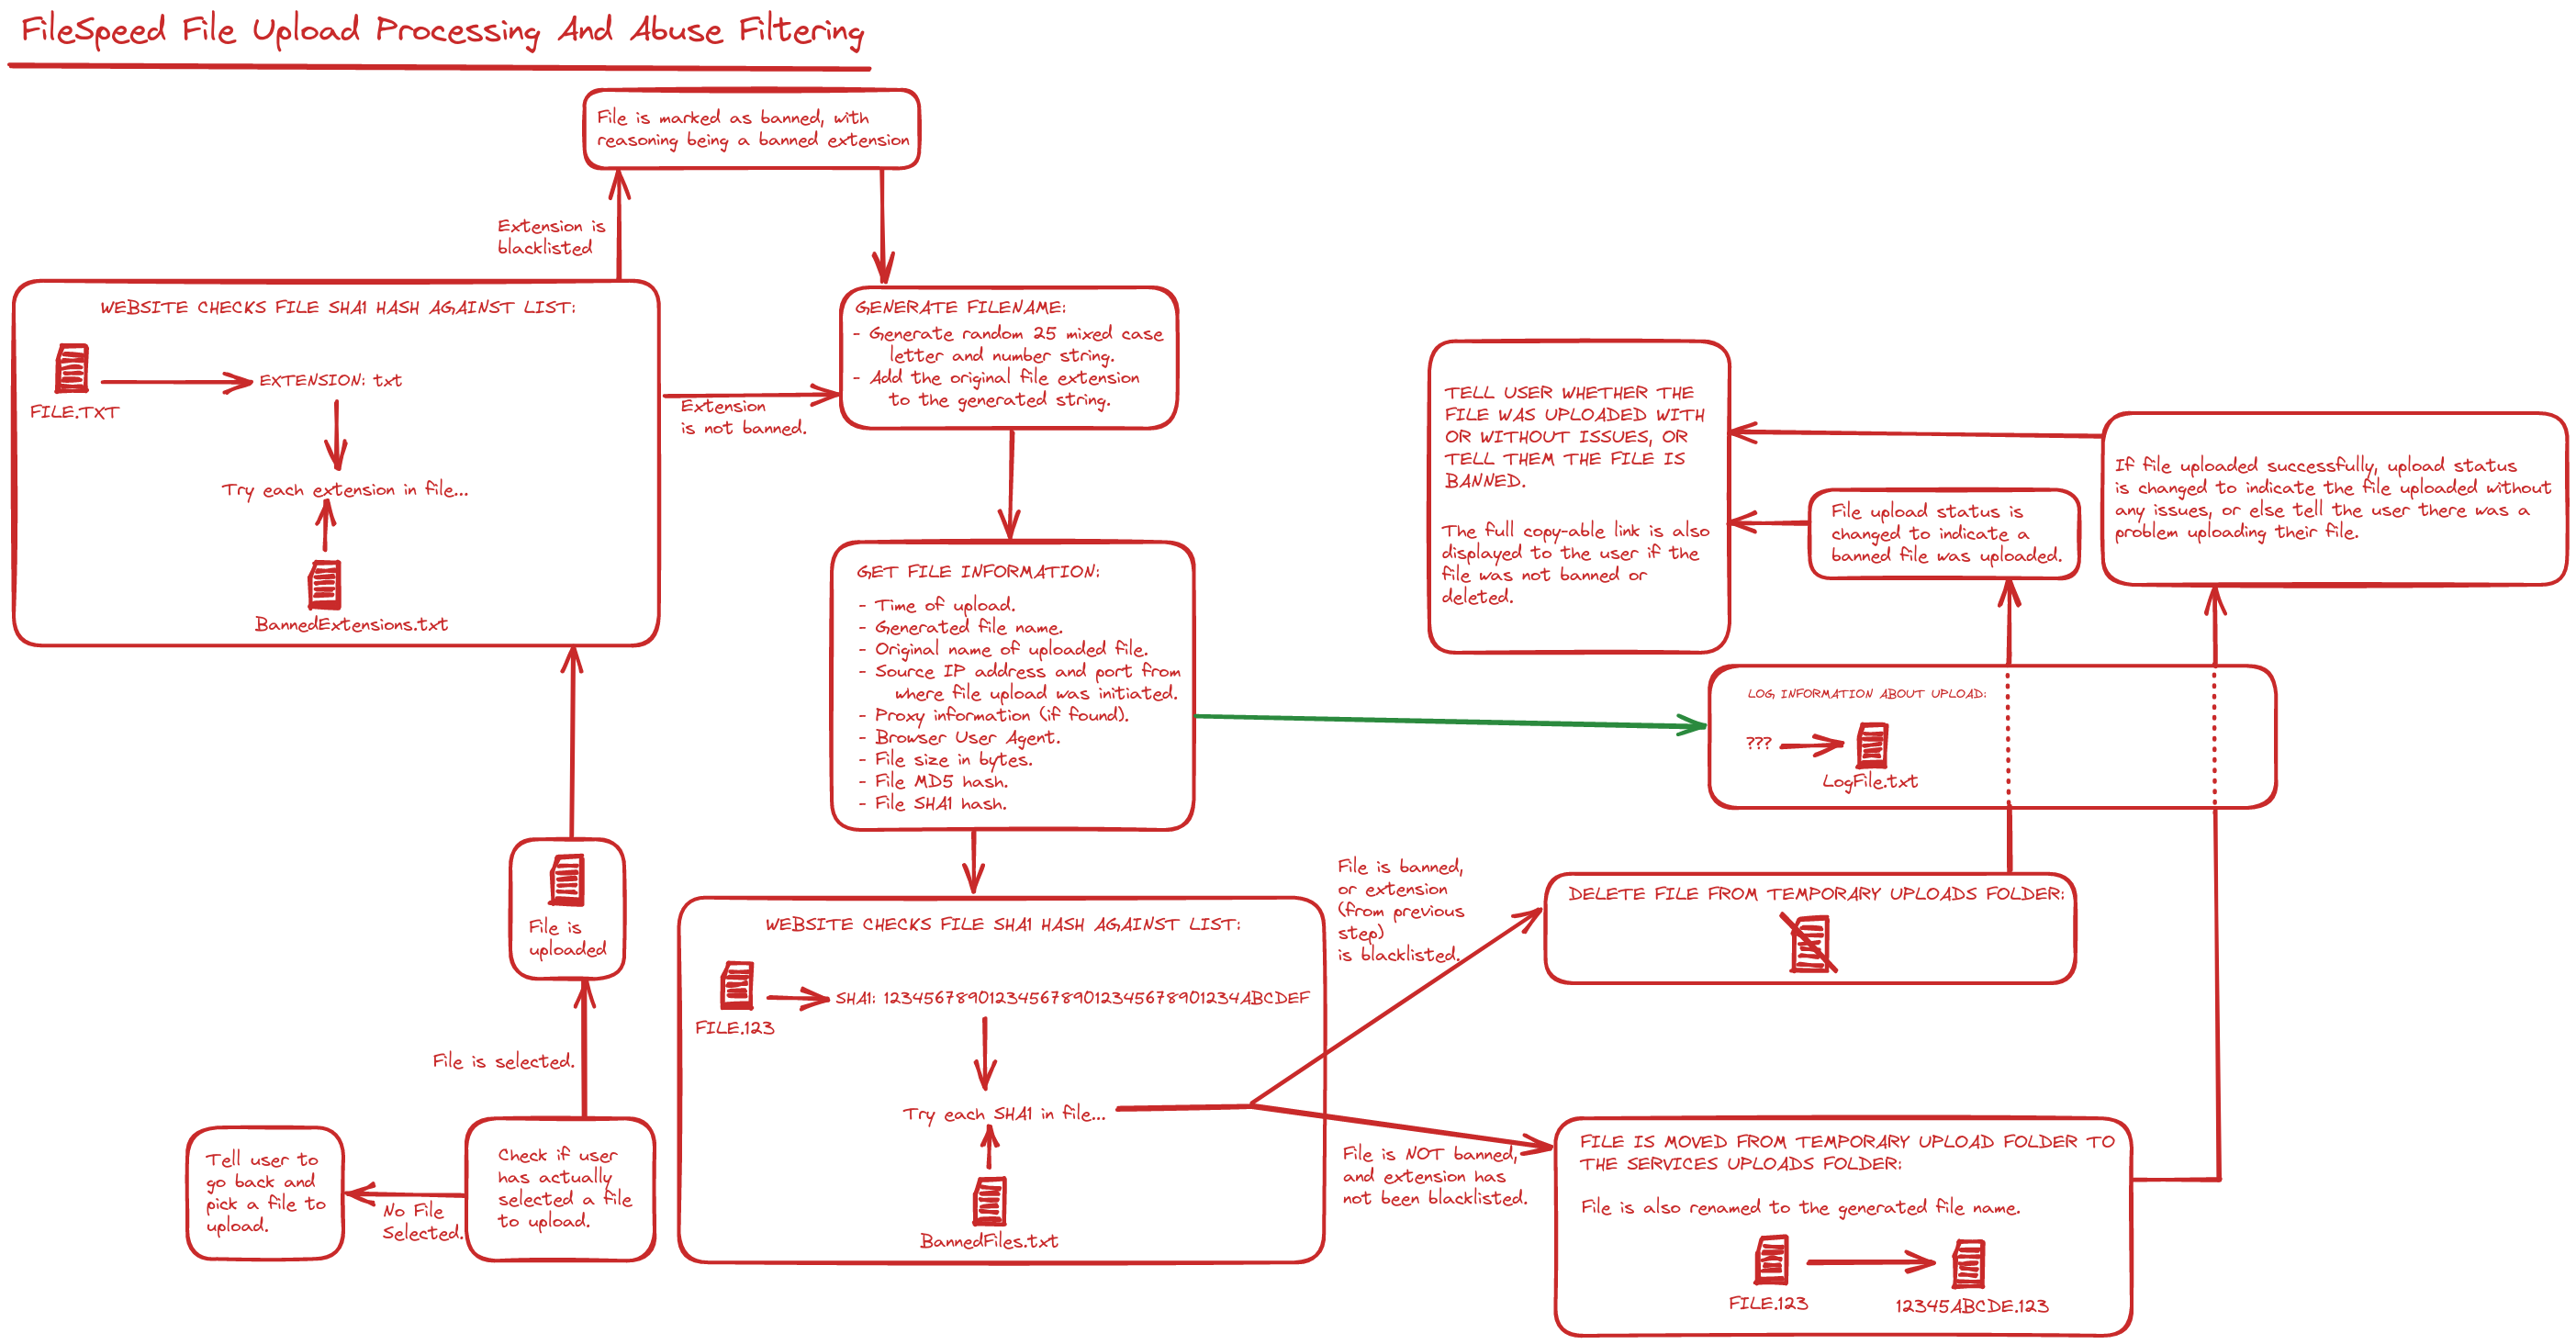 FileSpeed File Upload Processing And Abuse Filtering
File is marked as banned, with
reasoning being a banned extension
Extension is
blacklisted
WEBSITE CHECKS FILE SHA1 HASH AGAINST LIST:
FILE.TXT
EXTENSION: txt
Try each extension in file...
BannedExtensions.txt
Extension
is not banned.
GENERATE FILENAME:
- Generate random 25 mixed case
letter and number string.
- Add the original file extension
to the generated string.
GET FILE INFORMATION:
- Time of upload.
- Generated file name.
- Original name of uploaded file.
- Source IP address and port from
where file upload was initiated.
- Proxy information (if found).
- Browser User Agent.
- File size in bytes.
- File MD5 hash.
- File SHA1 hash.
TELL USER WHETHER THE
FILE WAS UPLOADED WITH
OR WITHOUT ISSUES, OR
TELL THEM THE FILE IS
BANNED.
The full copy-able link is also
displayed to the user if the
file was not banned or
deleted.
File upload status is
changed to indicate a
banned file was uploaded.
If file uploaded successfully, upload status
is changed to indicate the file uploaded without
any issues, or else tell the user there was a
problem uploading their file.
LOG INFORMATION ABOUT UPLOAD:
???
LogFile.txt
File is
uploaded
File is selected.
Check if user
has actually
selected a file
to upload.
No File
Selected.
Tell user to
go back and
pick a file to
upload.
WEBSITE CHECKS FILE SHA1 HASH AGAINST LIST:
FILE.123
SHA1: 1234567890123456789012345678901234ABCDEF
Try each SHA1 in file...
BannedFiles.txt
File is banned,
or extension
(from previous
step)
is blacklisted.
DELETE FILE FROM TEMPORARY UPLOADS FOLDER:
File is NOT banned,
and extension has
not been blacklisted.
FILE IS MOVED FROM TEMPORARY UPLOAD FOLDER TO
THE SERVICES UPLOADS FOLDER:
File is also renamed to the generated file name.
FILE.123
12345ABCDE.123